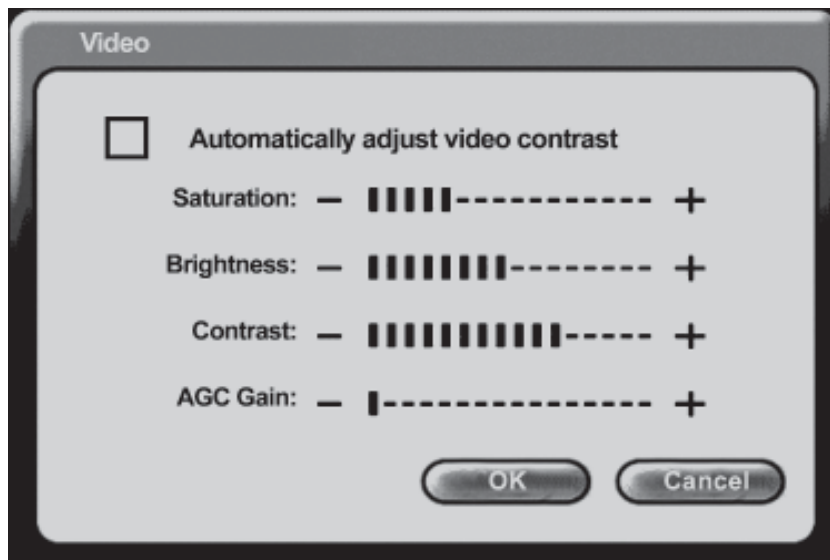 Video
Automatically adjust video contrast
Saturation: – +
Brightness: – +
Contrast: – +
AGC Gain: – +
OK Cancel